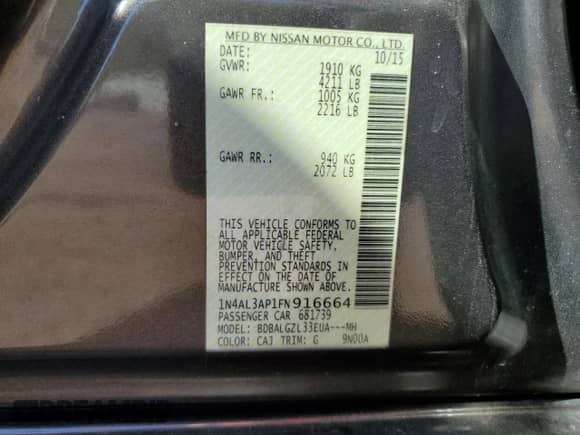 MFD BY NISSAN MOTOR CO., LTD.
DATE: 10/15
GVWR: 1910 KG
4211 LB
GAWR FR.: 1005 KG
2216 LB
GAWR RR.: 940 KG
2072 LB
THIS VEHICLE CONFORMS TO
ALL APPLICABLE FEDERAL
MOTOR VEHICLE SAFETY,
BUMPER, AND THEFT
PREVENTION STANDARDS IN
EFFECT ON THE DATE OF
MANUFACTURE SHOWN ABOVE.
1N4AL3AP1FN916664
PASSENGER CAR 681739
MODEL: BDBALGZL33EUA---MH
COLOR: CAJ TRIM: G 9N00A